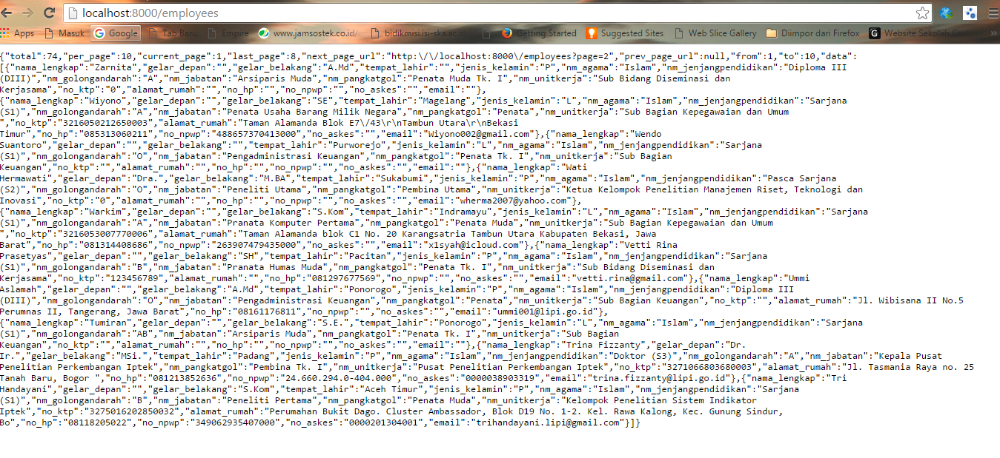 localhost:8000/employees
Apps Masuk Google Tab Baru Empire www.jamsostek.co.id/ bidikmisi.isi-ska.ac.id Getting Started Suggested Sites Web Slice Gallery Diimpor dari Firefox Website Sekolah »
{"total":74,"per_page":10,"current_page":1,"last_page":8,"next_page_url":"http:\/\/localhost:8000\/employees?page=2","prev_page_url":null,"from":1,"to":10,"data":
[{"nama_lengkap":"Zarnita","gelar_depan":"","gelar_belakang":"A.Md","tempat_lahir":"","jenis_kelamin":"P","nm_agama":"Islam","nm_jenjangpendidikan":"Diploma III
(DIII)","nm_golongandarah":"A","nm_jabatan":"Arsiparis Muda","nm_pangkatgol":"Penata Muda Tk. I","nm_unitkerja":"Sub Bidang Diseminasi dan
Kerjasama","no_ktp":"0","alamat_rumah":"","no_hp":"","no_npwp":"","no_askes":"","email":""},
{"nama_lengkap":"Wiyono","gelar_depan":"","gelar_belakang":"SE","tempat_lahir":"Magelang","jenis_kelamin":"L","nm_agama":"Islam","nm_jenjangpendidikan":"Sarjana
(S1)","nm_golongandarah":"A","nm_jabatan":"Penata Usaha Barang Milik Negara","nm_pangkatgol":"Penata","nm_unitkerja":"Sub Bagian Kepegawaian dan Umum
","no_ktp":"3216050212650003","alamat_rumah":"Taman Alamanda Blok E7\/43\r\nTambun Utara\r\nBekasi
Timur","no_hp":"085313060211","no_npwp":"488657370413000","no_askes":"","email":"Wiyono002@gmail.com"},{"nama_lengkap":"Wendo
Suantoro","gelar_depan":"","gelar_belakang":"","tempat_lahir":"Purworejo","jenis_kelamin":"L","nm_agama":"Islam","nm_jenjangpendidikan":"Sarjana
(S1)","nm_golongandarah":"O","nm_jabatan":"Pengadministrasi Keuangan","nm_pangkatgol":"Penata Tk. I","nm_unitkerja":"Sub Bagian
Keuangan","no_ktp":"","alamat_rumah":"","no_hp":"","no_npwp":"","no_askes":"","email":""},{"nama_lengkap":"Wati
Hermawati","gelar_depan":"Dra.","gelar_belakang":"M.BA","tempat_lahir":"Sukabumi","jenis_kelamin":"P","nm_agama":"Islam","nm_jenjangpendidikan":"Pasca Sarjana
(S2)","nm_golongandarah":"O","nm_jabatan":"Peneliti Utama","nm_pangkatgol":"Pembina Utama","nm_unitkerja":"Ketua Kelompok Penelitian Manajemen Riset, Teknologi dan
Inovasi","no_ktp":"0","alamat_rumah":"","no_hp":"","no_npwp":"","no_askes":"","email":"wherma2007@yahoo.com"},
{"nama_lengkap":"Warkim","gelar_depan":"","gelar_belakang":"S.Kom","tempat_lahir":"Indramayu","jenis_kelamin":"L","nm_agama":"Islam","nm_jenjangpendidikan":"Sarjana
(S1)","nm_golongandarah":"A","nm_jabatan":"Pranata Komputer Pertama","nm_pangkatgol":"Penata Muda","nm_unitkerja":"Sub Bagian Kepegawaian dan Umum
","no_ktp":"3216053007770006","alamat_rumah":"Taman Alamanda blok C1 No. 20 Karangsatria Tambun Utara Kabupaten Bekasi, Jawa
Barat","no_hp":"081314408686","no_npwp":"263907479435000","no_askes":"","email":"x1syah@icloud.com"},{"nama_lengkap":"Vetti Rina
Prasetyas","gelar_depan":"","gelar_belakang":"SH","tempat_lahir":"Pacitan","jenis_kelamin":"P","nm_agama":"Islam","nm_jenjangpendidikan":"Sarjana
(S1)","nm_golongandarah":"B","nm_jabatan":"Pranata Humas Muda","nm_pangkatgol":"Penata Tk. I","nm_unitkerja":"Sub Bidang Diseminasi dan
Kerjasama","no_ktp":"123456789","alamat_rumah":"","no_hp":"081297677569","no_npwp":"","no_askes":"","email":"vetti.rina@gmail.com"},{"nama_lengkap":"Ummi
Aslamah","gelar_depan":"","gelar_belakang":"A.Md","tempat_lahir":"Ponorogo","jenis_kelamin":"P","nm_agama":"Islam","nm_jenjangpendidikan":"Diploma III
(DIII)","nm_golongandarah":"O","nm_jabatan":"Pengadministrasi Keuangan","nm_pangkatgol":"Penata","nm_unitkerja":"Sub Bagian Keuangan","no_ktp":"","alamat_rumah":"Jl. Wibisana II No.5
Perumnas II, Tangerang, Jawa Barat","no_hp":"08161176811","no_npwp":"","no_askes":"","email":"ummi001@lipi.go.id"},
{"nama_lengkap":"Tumiran","gelar_depan":"","gelar_belakang":"S.E.","tempat_lahir":"Ponorogo","jenis_kelamin":"L","nm_agama":"Islam","nm_jenjangpendidikan":"Sarjana
(S1)","nm_golongandarah":"AB","nm_jabatan":"Arsiparis Muda","nm_pangkatgol":"Penata Tk. I","nm_unitkerja":"Sub Bagian
Keuangan","no_ktp":"","alamat_rumah":"","no_hp":"","no_npwp":"","no_askes":"","email":""},{"nama_lengkap":"Trina Fizzanty","gelar_depan":"Dr.
Ir.","gelar_belakang":"MSi.","tempat_lahir":"Padang","jenis_kelamin":"P","nm_agama":"Islam","nm_jenjangpendidikan":"Doktor (S3)","nm_golongandarah":"A","nm_jabatan":"Kepala Pusat
Penelitian Perkembangan Iptek","nm_pangkatgol":"Pembina Tk. I","nm_unitkerja":"Pusat Penelitian Perkembangan Iptek","no_ktp":"3271066803680003","alamat_rumah":"Jl. Tasmania Raya no. 25
Tanah Baru, Bogor ","no_hp":"081213852636","no_npwp":"24.660.294.0-404.000","no_askes":"0000038903319","email":"trina.fizzanty@lipi.go.id"},{"nama_lengkap":"Tri
Handayani","gelar_depan":"","gelar_belakang":"S.Kom","tempat_lahir":"Aceh Timur","jenis_kelamin":"P","nm_agama":"Islam","nm_jenjangpendidikan":"Sarjana
(S1)","nm_golongandarah":"B","nm_jabatan":"Peneliti Pertama","nm_pangkatgol":"Penata Muda","nm_unitkerja":"Kelompok Penelitian Sistem Indikator
Iptek","no_ktp":"3275016202850032","alamat_rumah":"Perumahan Bukit Dago. Cluster Ambassador, Blok D19 No. 1-2. Kel. Rawa Kalong, Kec. Gunung Sindur,
Bo","no_hp":"08118205022","no_npwp":"349062935407000","no_askes":"0000201304001","email":"trihandayani.lipi@gmail.com"}]}